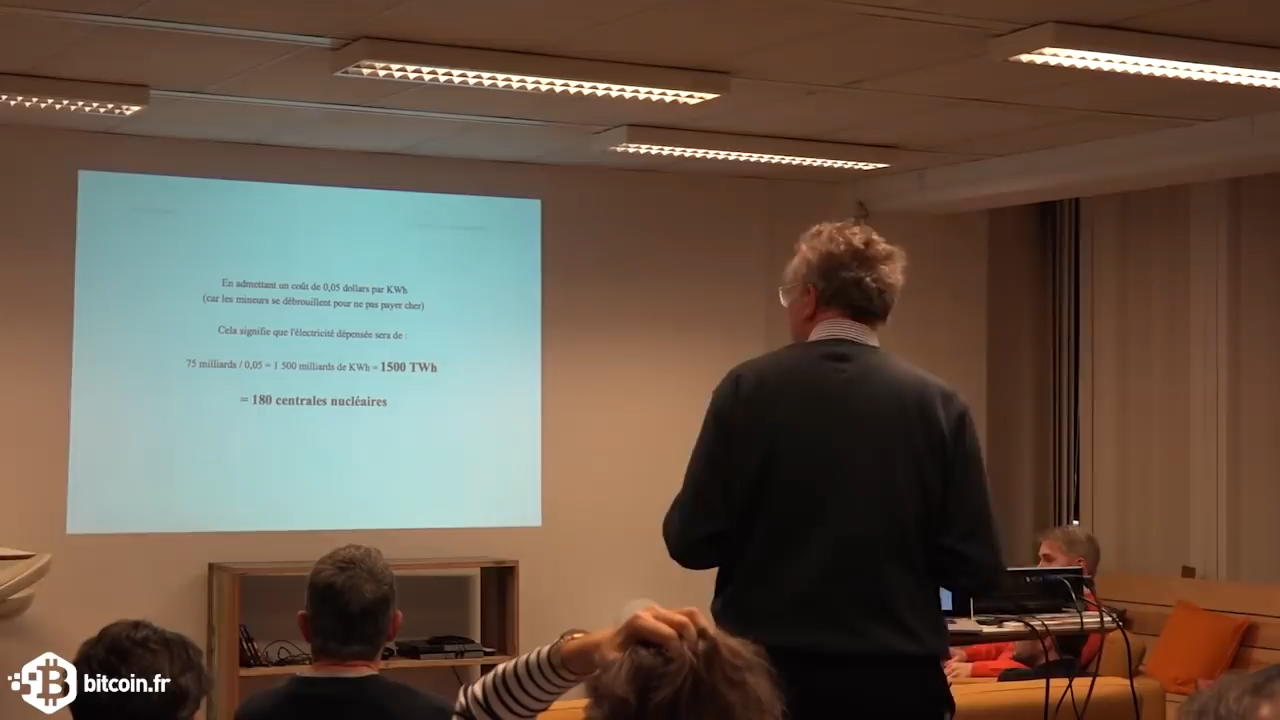 En admettant un coût de 0,05 dollars par KWh
(car les mineurs se débrouillent pour ne pas payer cher)
Cela signifie que l'électricité dépensée sera de :
75 milliards / 0,05 = 1 500 milliards de KWh = 1500 TWh
= 180 centrales nucléaires
bitcoin.fr